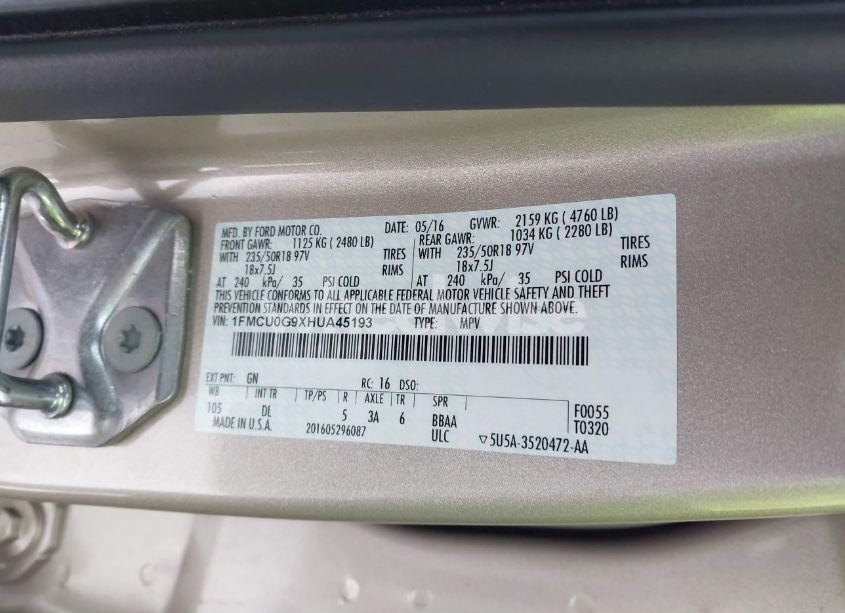 MFD. BY FORD MOTOR CO. DATE: 05/16 GVWR: 2159 KG ( 4760 LB)
FRONT GAWR: 1125 KG ( 2480 LB) REAR GAWR: 1034 KG ( 2280 LB)
WITH 235/50R18 97V TIRES WITH 235/50R18 97V TIRES
18x7.5J RIMS 18x7.5J RIMS
AT 240 kPa/ 35 PSI COLD AT 240 kPa/ 35 PSI COLD
THIS VEHICLE CONFORMS TO ALL APPLICABLE FEDERAL MOTOR VEHICLE SAFETY AND THEFT
PREVENTION STANDARDS IN EFFECT ON THE DATE OF MANUFACTURE SHOWN ABOVE.
VIN: 1FMCU0G9XHUA45193 TYPE: MPV
EXT PNT: GN RC: 16 DSO:
WB INT TR TP/PS R AXLE TR SPR
105 DL 5 3A 6 BBAA F0055
MADE IN U.S.A. 201605296087 ULC T0320
▽5U5A-3520472-AA